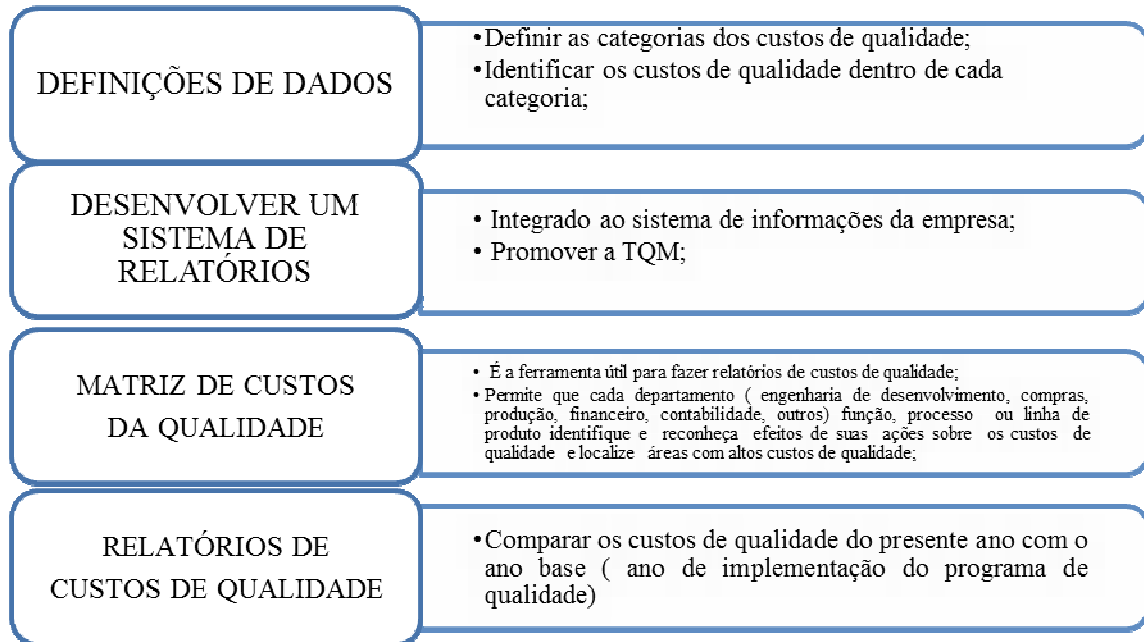 DEFINIÇÕES DE DADOS
•Definir as categorias dos custos de qualidade;
•Identificar os custos de qualidade dentro de cada
categoria;
DESENVOLVER UM
SISTEMA DE
RELATÓRIOS
• Integrado ao sistema de informações da empresa;
• Promover a TQM;
MATRIZ DE CUSTOS
DA QUALIDADE
• É a ferramenta útil para fazer relatórios de custos de qualidade;
• Permite que cada departamento ( engenharia de desenvolvimento, compras,
produção, financeiro, contabilidade, outros) função, processo ou linha de
produto identifique e reconheça efeitos de suas ações sobre os custos de
qualidade e localize áreas com altos custos de qualidade;
RELATÓRIOS DE
CUSTOS DE QUALIDADE
•Comparar os custos de qualidade do presente ano com o
ano base ( ano de implementação do programa de
qualidade)